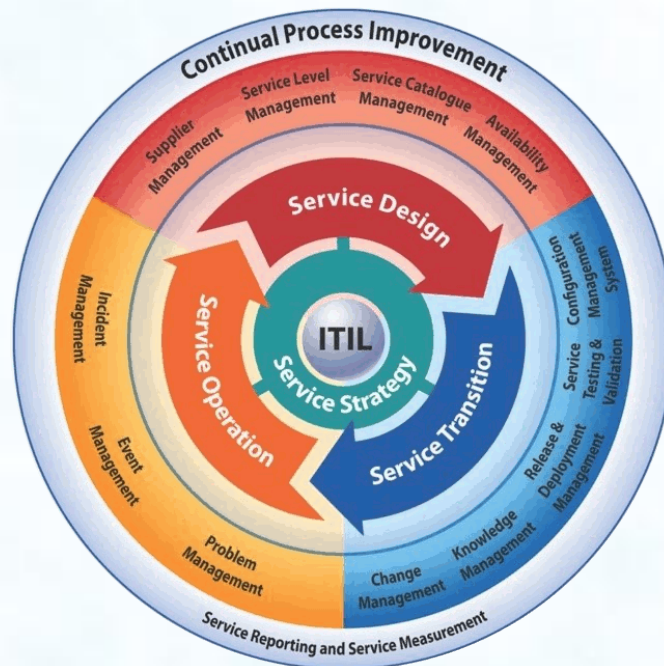 Continual Process Improvement
Supplier
Management
Service Level
Management
Service Catalogue
Management
Availability
Management
Configuration
Management
System
Service
Testing &
Validation
Release &
Deployment
Management
Knowledge
Management
Change
Management
Problem
Management
Event
Management
Incident
Management
Service Design
Service Transition
Service Operation
Service Strategy
ITIL
Service Reporting and Service Measurement